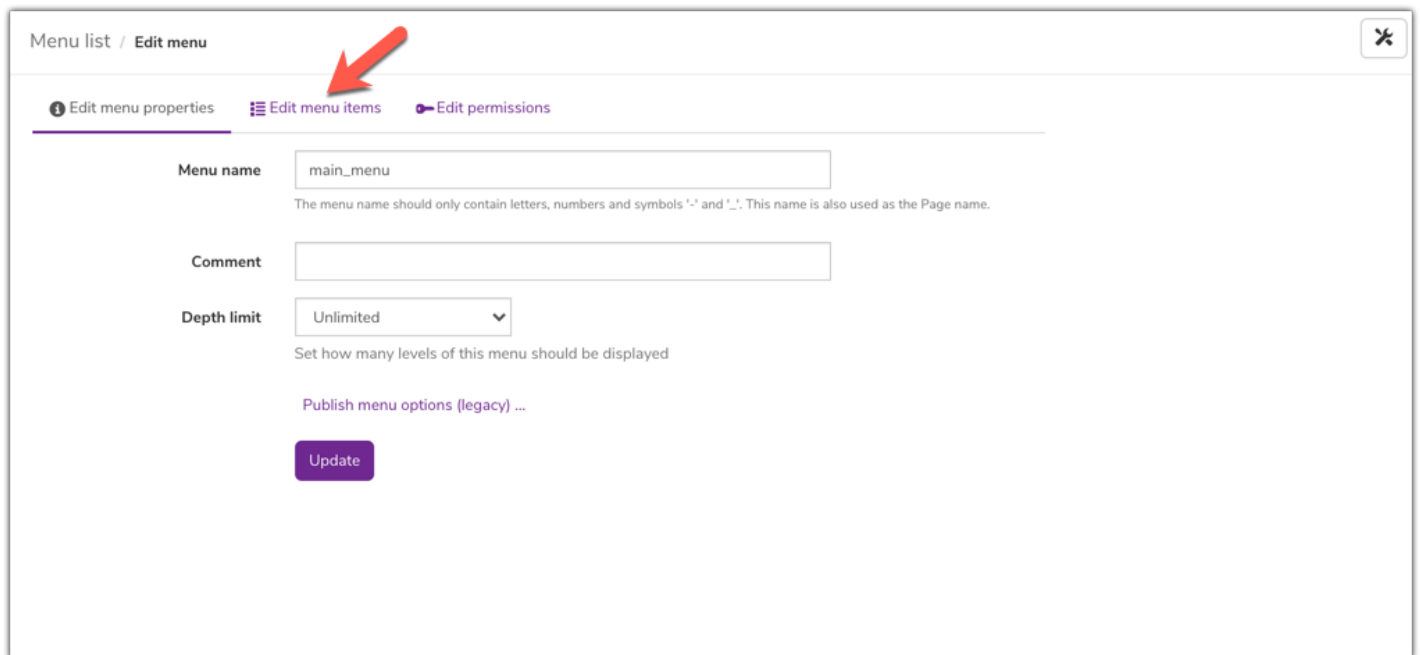 Menu list / Edit menu
Edit menu properties Edit menu items Edit permissions
Menu name main_menu
The menu name should only contain letters, numbers and symbols '-' and '_'. This name is also used as the Page name.
Comment
Depth limit Unlimited
Set how many levels of this menu should be displayed
Publish menu options (legacy) ...
Update